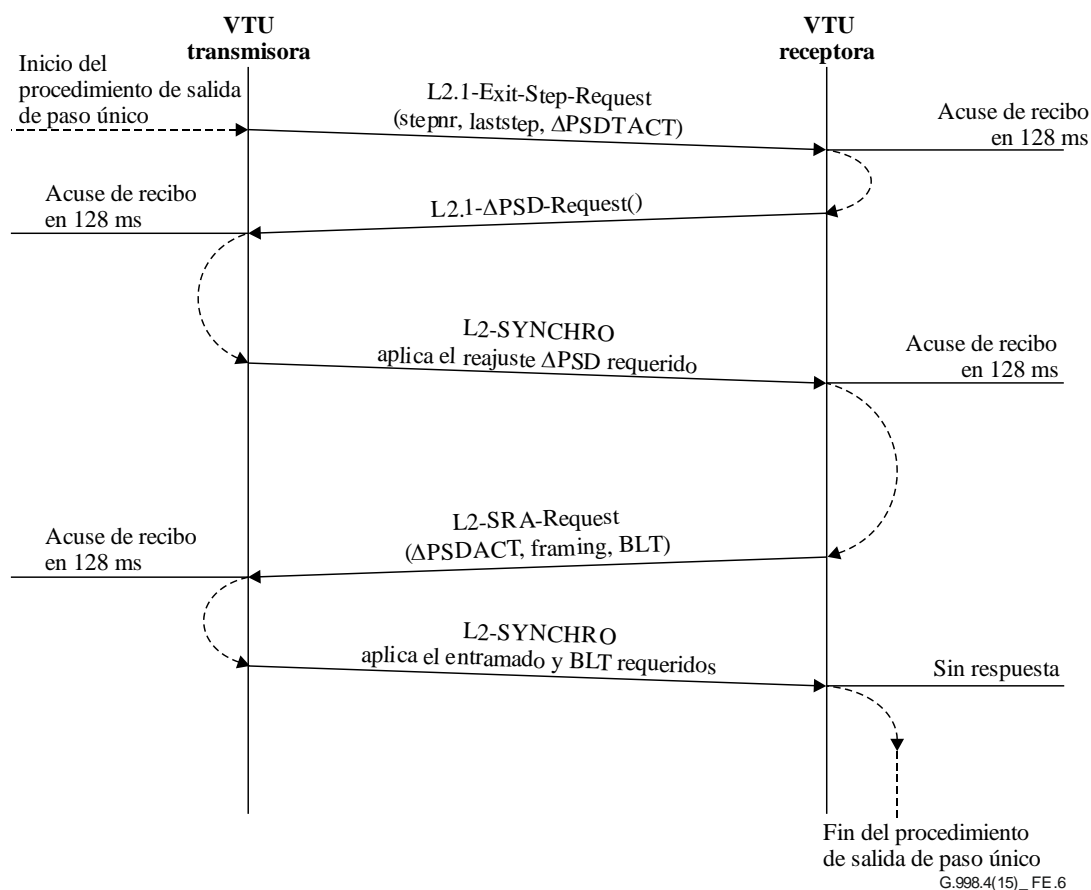 VTU
transmisora
VTU
receptora
Inicio del
procedimiento de salida
de paso único
L2.1-Exit-Step-Request
(stepnr, laststep, ΔPSDTACT)
Acuse de recibo
en 128 ms
Acuse de recibo
en 128 ms
L2.1-ΔPSD-Request()
L2-SYNCHRO
aplica el reajuste ΔPSD requerido
Acuse de recibo
en 128 ms
Acuse de recibo
en 128 ms
L2-SRA-Request
(ΔPSDACT, framing, BLT)
L2-SYNCHRO
aplica el entramado y BLT requeridos
Sin respuesta
Fin del procedimiento
de salida de paso único
G.998.4(15)_FE.6